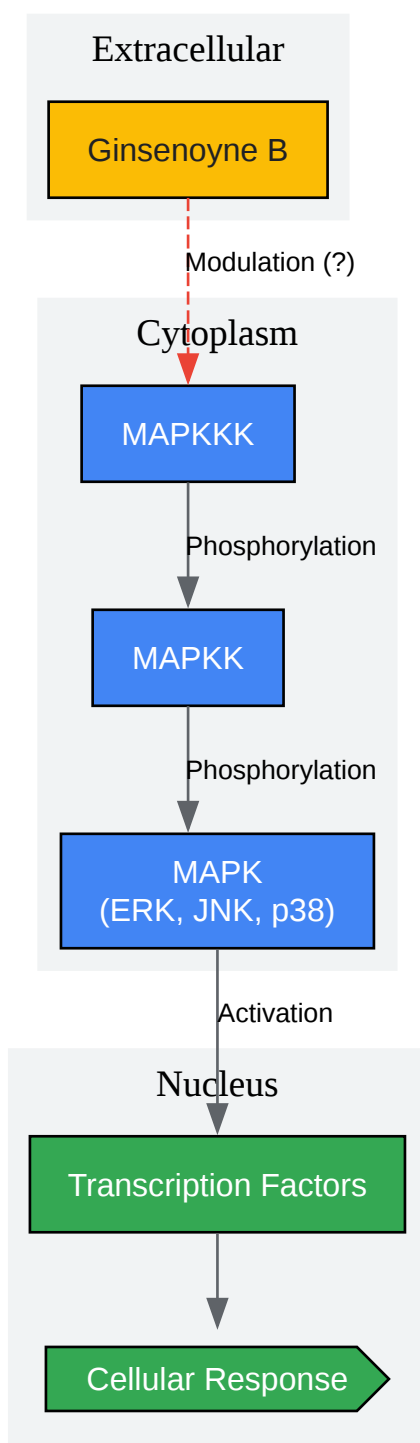 Extracellular
Ginsenoyne B
Modulation (?)
Cytoplasm
MAPKKK
Phosphorylation
MAPKK
Phosphorylation
MAPK
(ERK, JNK, p38)
Activation
Nucleus
Transcription Factors
Cellular Response